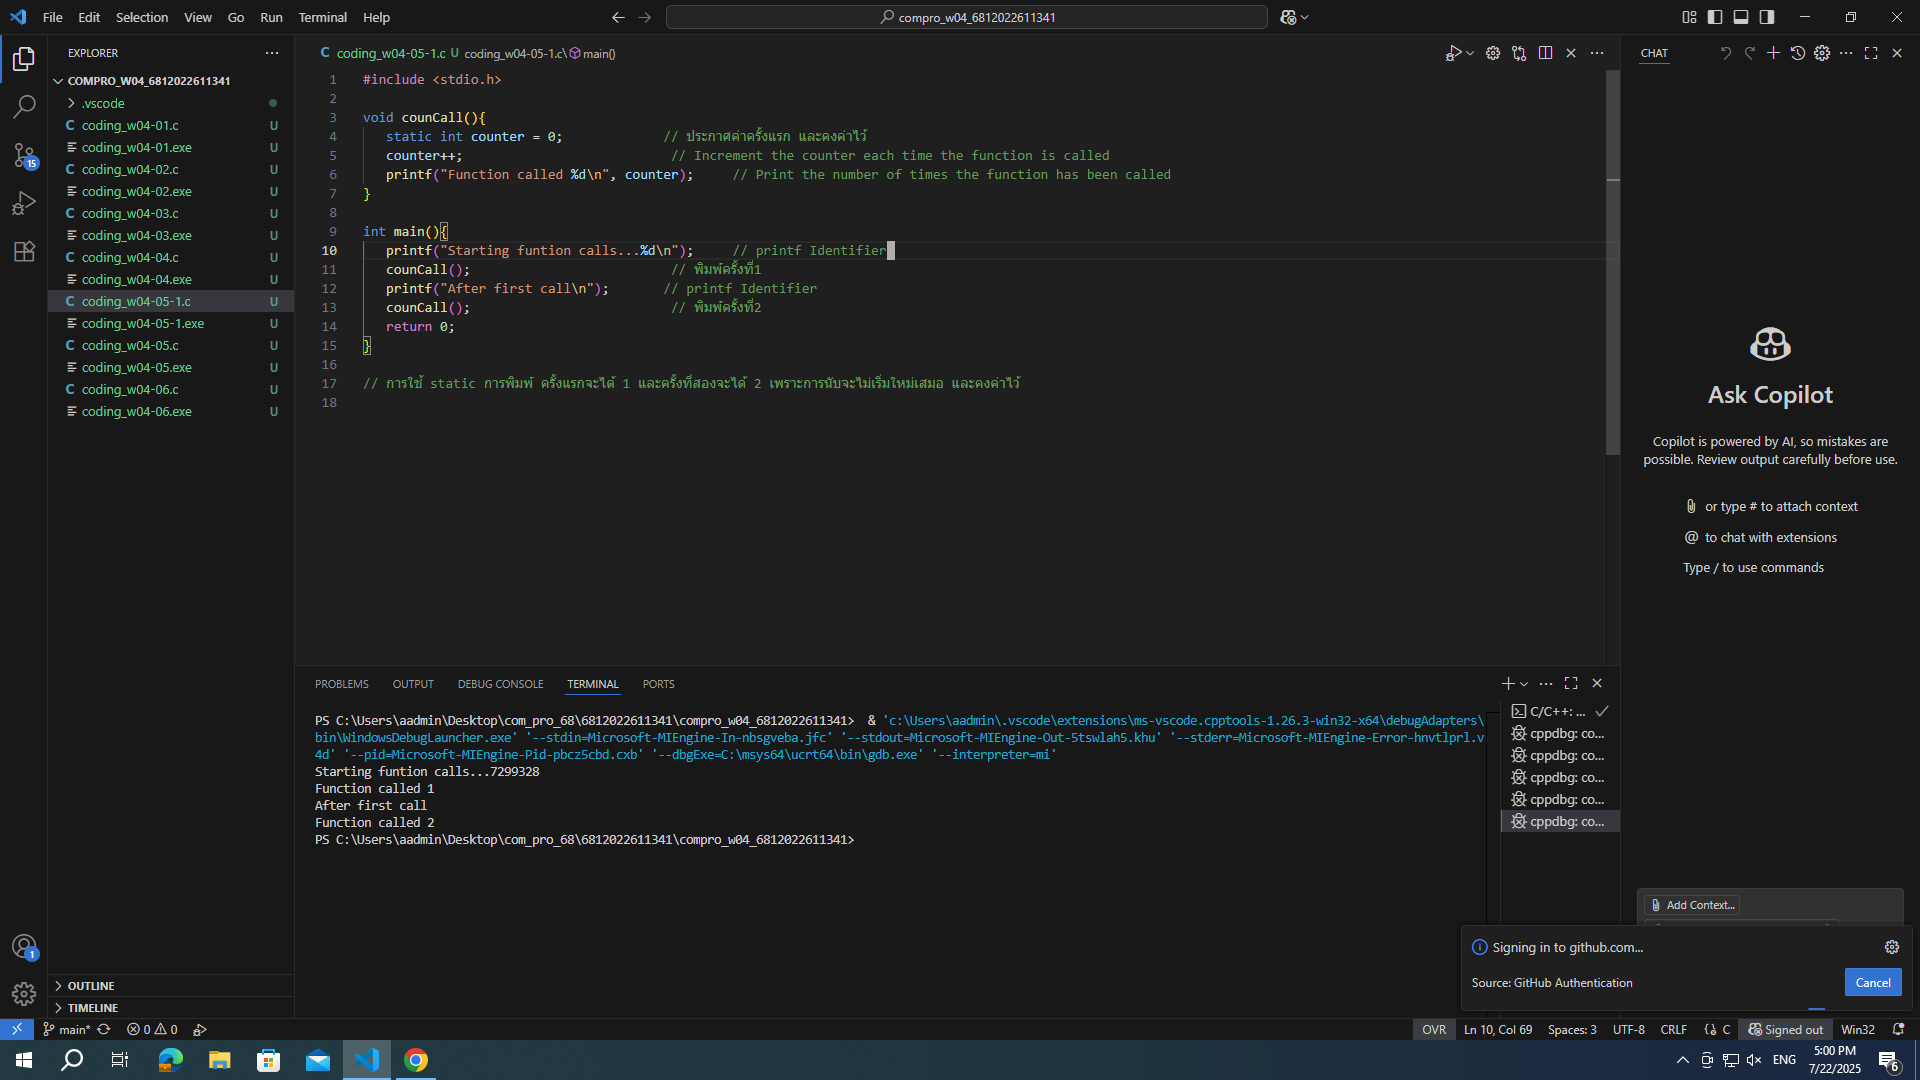 File Edit Selection View Go Run Terminal Help
compro_w04_6812022611341
EXPLORER
COMPRO_W04_6812022611341
.vscode
C coding_w04-01.c U
coding_w04-01.exe U
C coding_w04-02.c U
coding_w04-02.exe U
C coding_w04-03.c U
coding_w04-03.exe U
C coding_w04-04.c U
coding_w04-04.exe U
C coding_w04-05-1.c U
coding_w04-05-1.exe U
C coding_w04-05.c U
coding_w04-05.exe U
C coding_w04-06.c U
coding_w04-06.exe U
OUTLINE
TIMELINE
15
1
C coding_w04-05-1.c U coding_w04-05-1.c\ main()
1 #include <stdio.h>
2
3 void counCall(){
4 static int counter = 0; // ประกาศค่าครั้งแรก และคงค่าไว้
5 counter++; // Increment the counter each time the function is called
6 printf("Function called %d\n", counter); // Print the number of times the function has been called
7 }
8
9 int main(){
10 printf("Starting funtion calls...%d\n"); // printf Identifier
11 counCall(); // พิมพ์ครั้งที่1
12 printf("After first call\n"); // printf Identifier
13 counCall(); // พิมพ์ครั้งที่2
14 return 0;
15 }
16
17 // การใช้ static การพิมพ์ ครั้งแรกจะได้ 1 และครั้งที่สองจะได้ 2 เพราะการนับจะไม่เริ่มใหม่เสมอ และคงค่าไว้
18
PROBLEMS OUTPUT DEBUG CONSOLE TERMINAL PORTS
PS C:\Users\aadmin\Desktop\com_pro_68\6812022611341\compro_w04_6812022611341> & 'c:\Users\aadmin\.vscode\extensions\ms-vscode.cpptools-1.26.3-win32-x64\debugAdapters\
bin\WindowsDebugLauncher.exe' '--stdin=Microsoft-MIEngine-In-nbsgveba.jfc' '--stdout=Microsoft-MIEngine-Out-5tswlah5.khu' '--stderr=Microsoft-MIEngine-Error-hnvtlprl.v
4d' '--pid=Microsoft-MIEngine-Pid-pbcz5cbd.cxb' '--dbgExe=C:\msys64\ucrt64\bin\gdb.exe' '--interpreter=mi'
Starting funtion calls...7299328
Function called 1
After first call
Function called 2
PS C:\Users\aadmin\Desktop\com_pro_68\6812022611341\compro_w04_6812022611341>
C/C++: ...
cppdbg: co...
cppdbg: co...
cppdbg: co...
cppdbg: co...
cppdbg: co...
CHAT
Ask Copilot
Copilot is powered by AI, so mistakes are
possible. Review output carefully before use.
or type # to attach context
@ to chat with extensions
Type / to use commands
Add Context...
Signing in to github.com...
Source: GitHub Authentication
Cancel
main* 0 0 OVR Ln 10, Col 69 Spaces: 3 UTF-8 CRLF {} C Signed out Win32
ENG
5:00 PM
7/22/2025
6